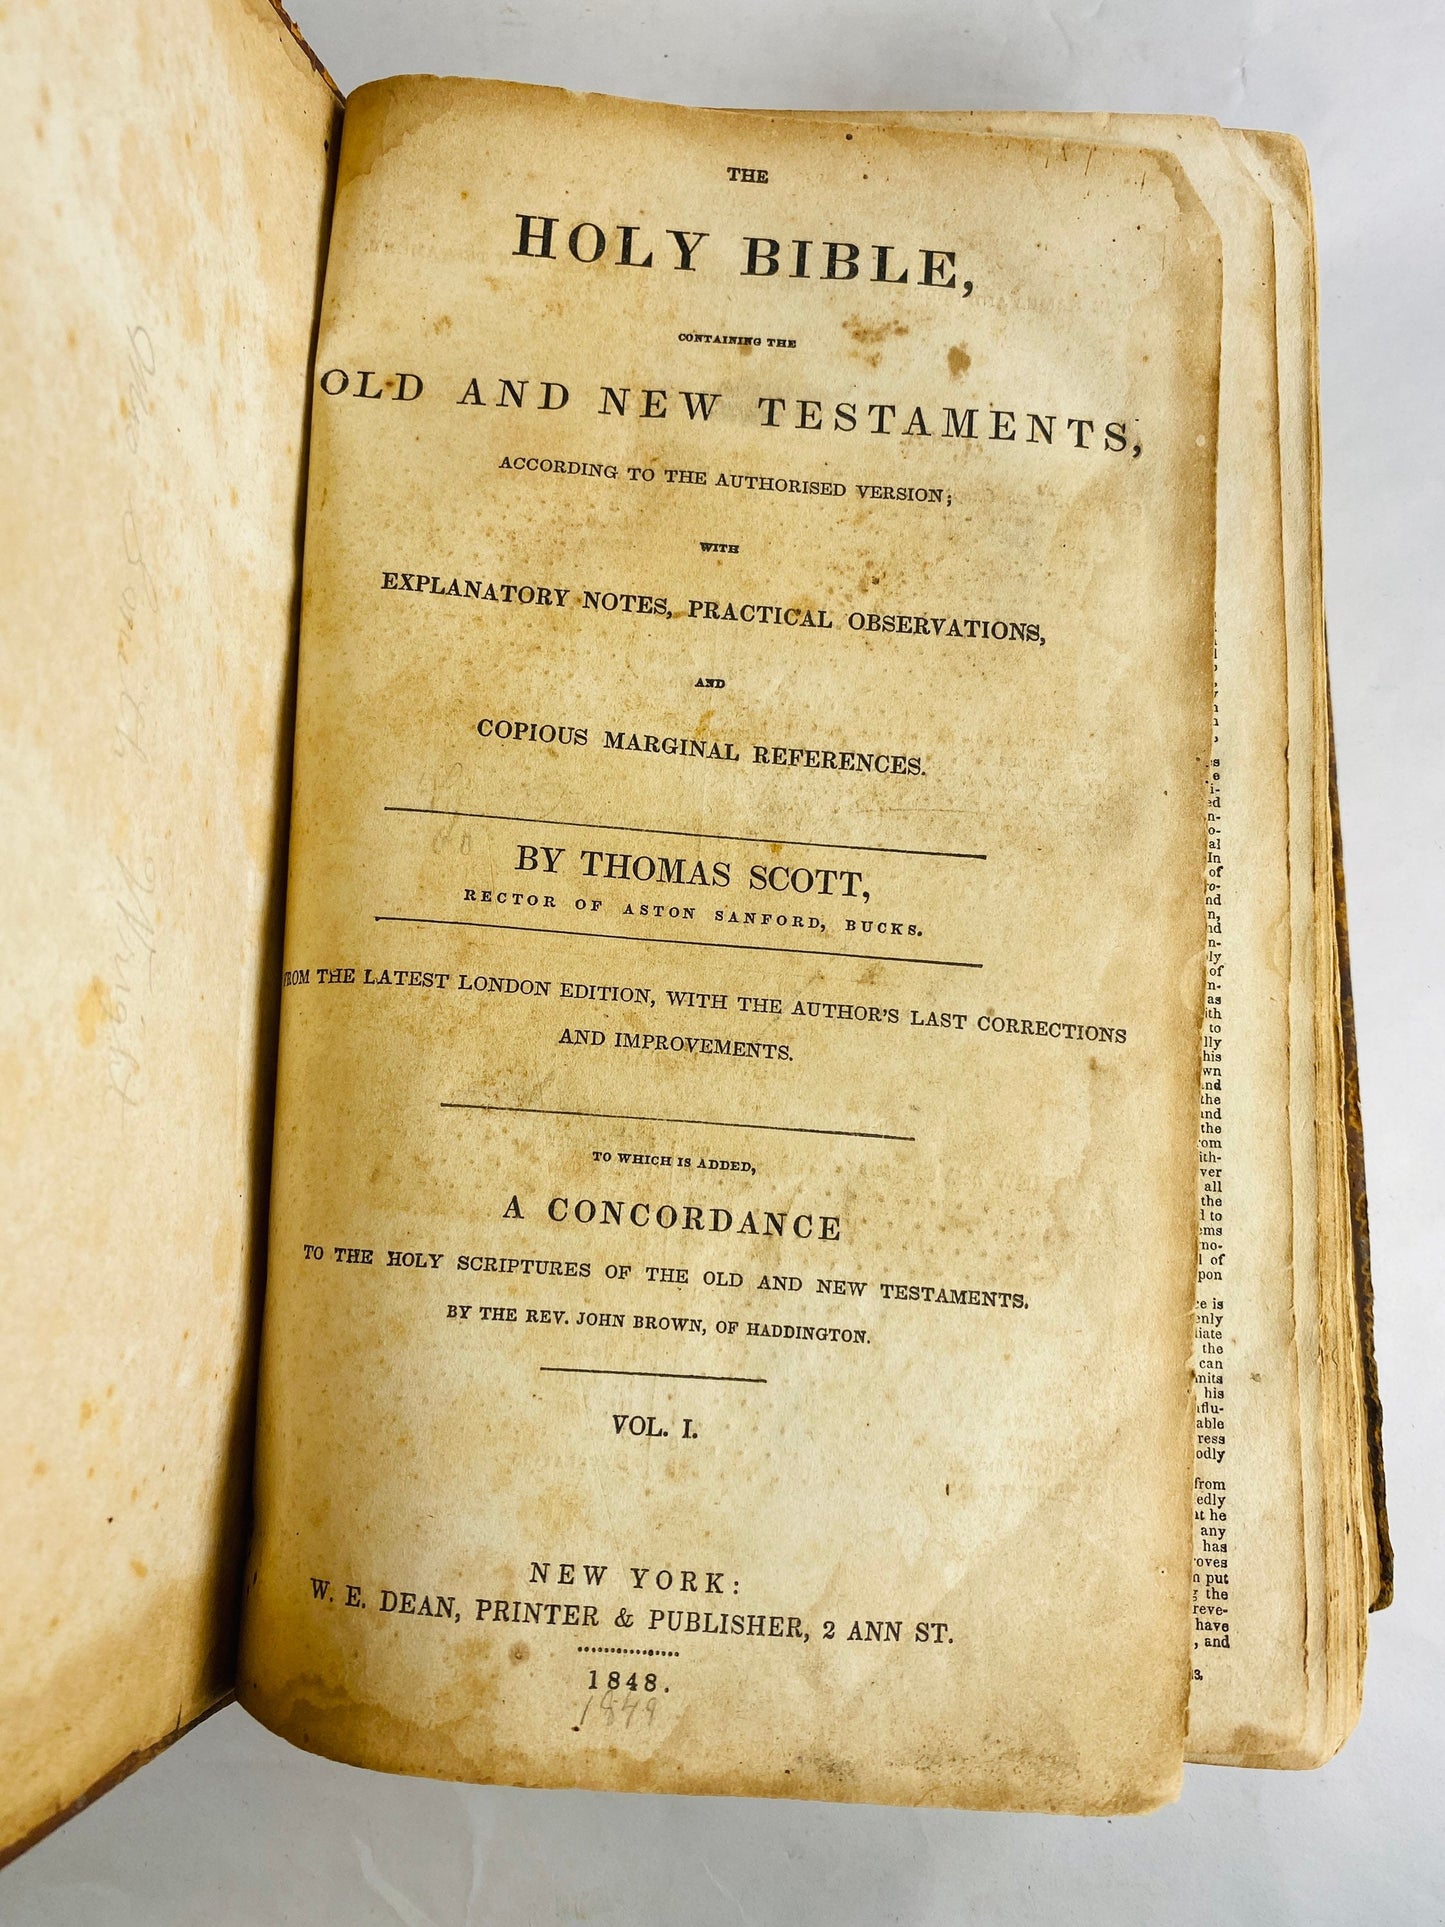 THE
HOLY BIBLE,
CONTAINING THE
OLD AND NEW TESTAMENTS,
ACCORDING TO THE AUTHORISED VERSION;
WITH
EXPLANATORY NOTES, PRACTICAL OBSERVATIONS,
AND
COPIOUS MARGINAL REFERENCES.
BY THOMAS SCOTT,
RECTOR OF ASTON SANFORD, BUCKS.
FROM THE LATEST LONDON EDITION, WITH THE AUTHOR'S LAST CORRECTIONS
AND IMPROVEMENTS.
TO WHICH IS ADDED,
A CONCORDANCE
TO THE HOLY SCRIPTURES OF THE OLD AND NEW TESTAMENTS.
BY THE REV. JOHN BROWN, OF HADDINGTON.
VOL. I.
NEW YORK:
W. E. DEAN, PRINTER & PUBLISHER, 2 ANN ST.
1848.
1849